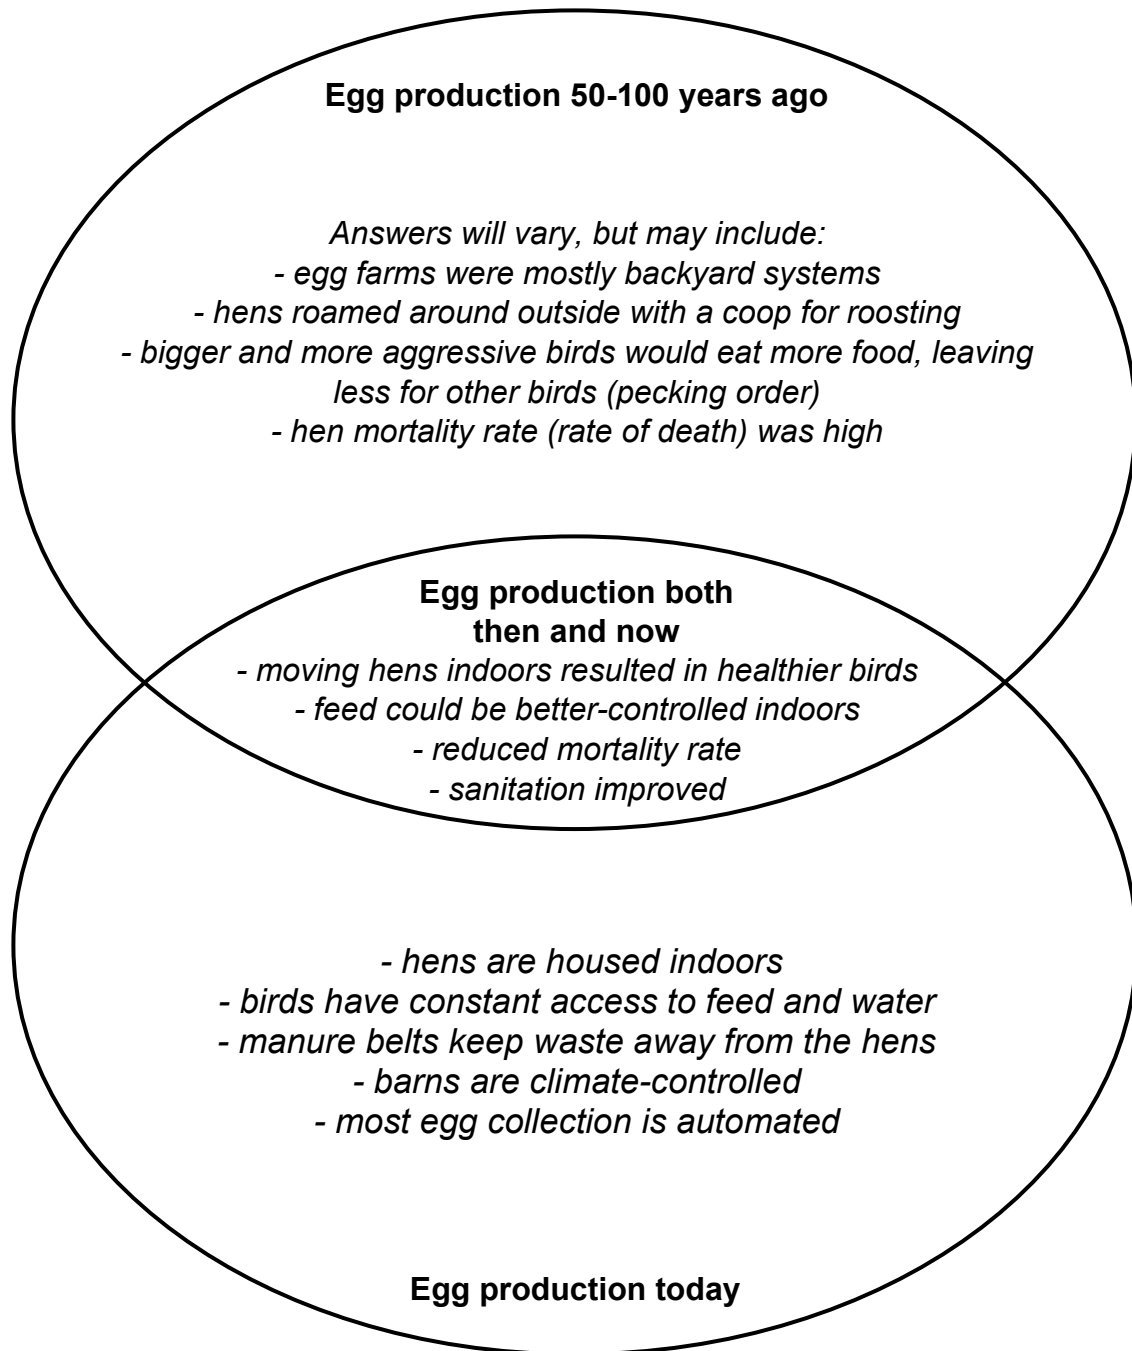 Egg production 50-100 years ago
Answers will vary, but may include:
- egg farms were mostly backyard systems
- hens roamed around outside with a coop for roosting
- bigger and more aggressive birds would eat more food, leaving
less for other birds (pecking order)
- hen mortality rate (rate of death) was high
Egg production both
then and now
- moving hens indoors resulted in healthier birds
- feed could be better-controlled indoors
- reduced mortality rate
- sanitation improved
- hens are housed indoors
- birds have constant access to feed and water
- manure belts keep waste away from the hens
- barns are climate-controlled
- most egg collection is automated
Egg production today